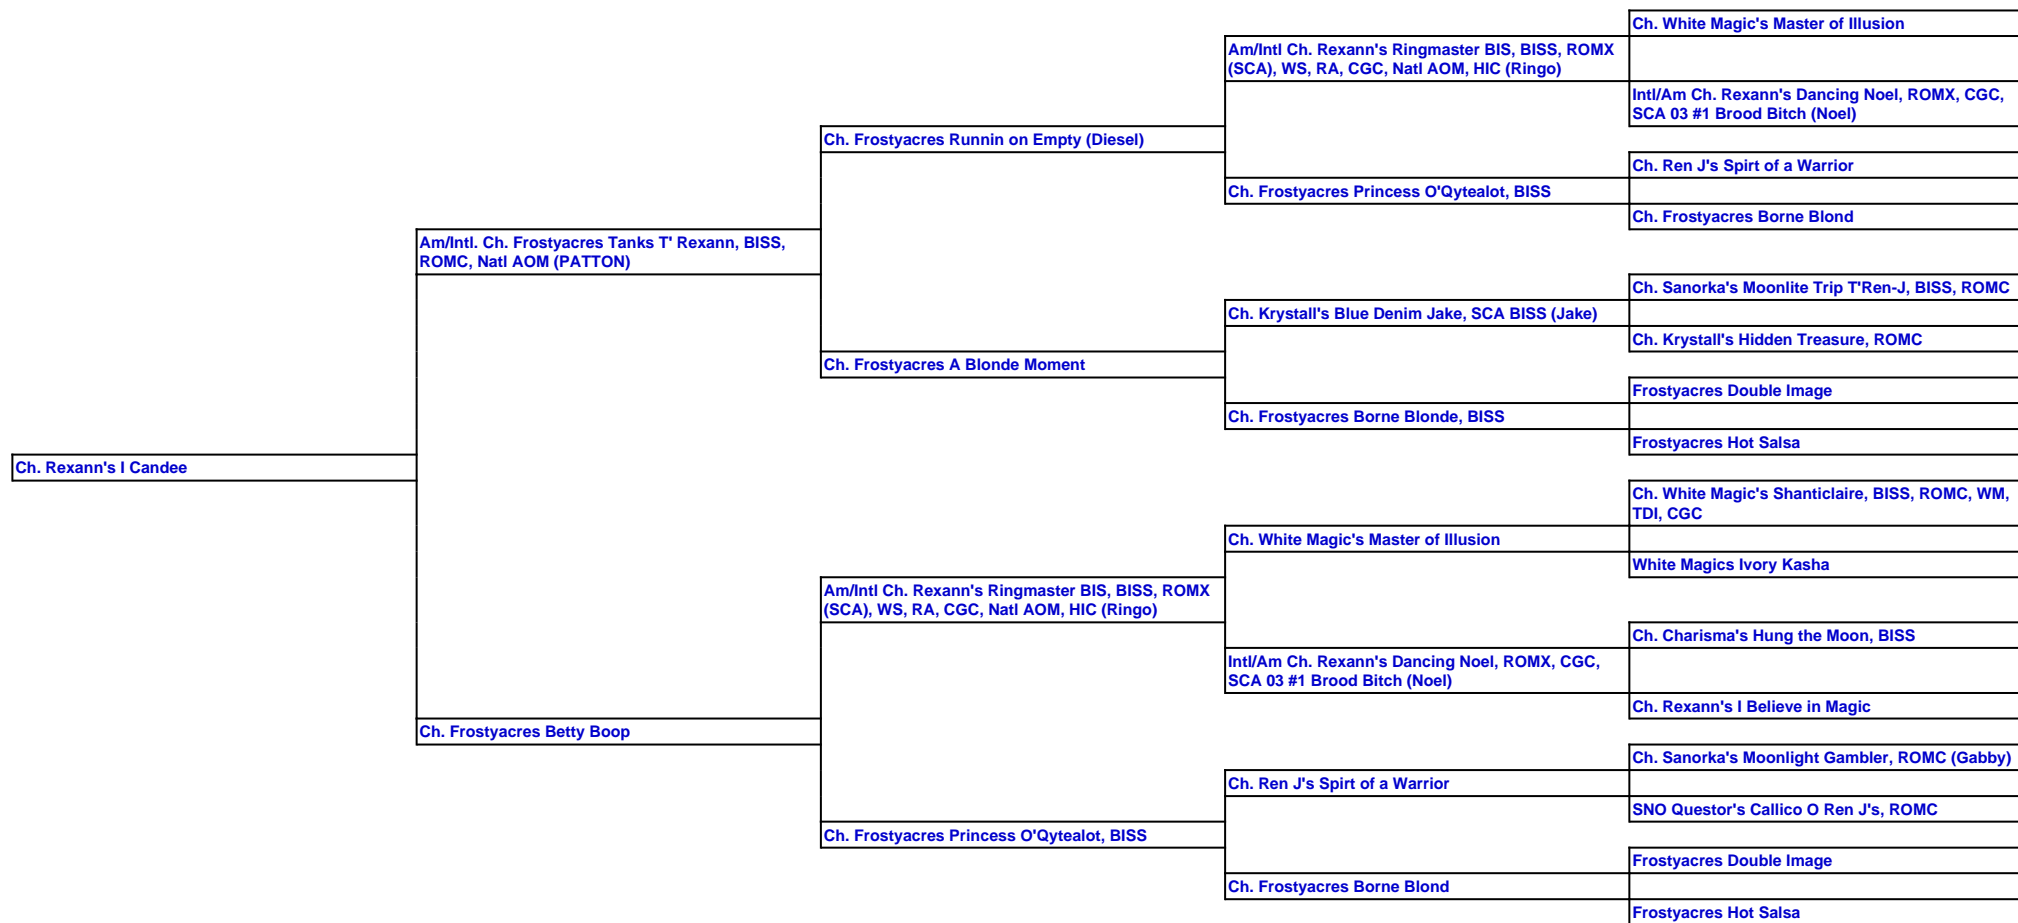 Ch. White Magic's Master of Illusion
Am/Intl Ch. Rexann's Ringmaster BIS, BISS, ROMX
(SCA), WS, RA, CGC, Natl AOM, HIC (Ringo)
Intl/Am Ch. Rexann's Dancing Noel, ROMX, CGC,
SCA 03 #1 Brood Bitch (Noel)
Ch. Frostyacres Runnin on Empty (Diesel)
Ch. Ren J's Spirt of a Warrior
Ch. Frostyacres Princess O'Qytealot, BISS
Ch. Frostyacres Borne Blond
Am/Intl. Ch. Frostyacres Tanks T' Rexann, BISS,
ROMC, Natl AOM (PATTON)
Ch. Sanorka's Moonlite Trip T'Ren-J, BISS, ROMC
Ch. Krystall's Blue Denim Jake, SCA BISS (Jake)
Ch. Krystall's Hidden Treasure, ROMC
Ch. Frostyacres A Blonde Moment
Frostyacres Double Image
Ch. Frostyacres Borne Blonde, BISS
Frostyacres Hot Salsa
Ch. Rexann's I Candee
Ch. White Magic's Shanticlaire, BISS, ROMC, WM,
TDI, CGC
Ch. White Magic's Master of Illusion
White Magics Ivory Kasha
Am/Intl Ch. Rexann's Ringmaster BIS, BISS, ROMX
(SCA), WS, RA, CGC, Natl AOM, HIC (Ringo)
Ch. Charisma's Hung the Moon, BISS
Intl/Am Ch. Rexann's Dancing Noel, ROMX, CGC,
SCA 03 #1 Brood Bitch (Noel)
Ch. Rexann's I Believe in Magic
Ch. Frostyacres Betty Boop
Ch. Sanorka's Moonlight Gambler, ROMC (Gabby)
Ch. Ren J's Spirt of a Warrior
SNO Questor's Callico O Ren J's, ROMC
Ch. Frostyacres Princess O'Qytealot, BISS
Frostyacres Double Image
Ch. Frostyacres Borne Blond
Frostyacres Hot Salsa